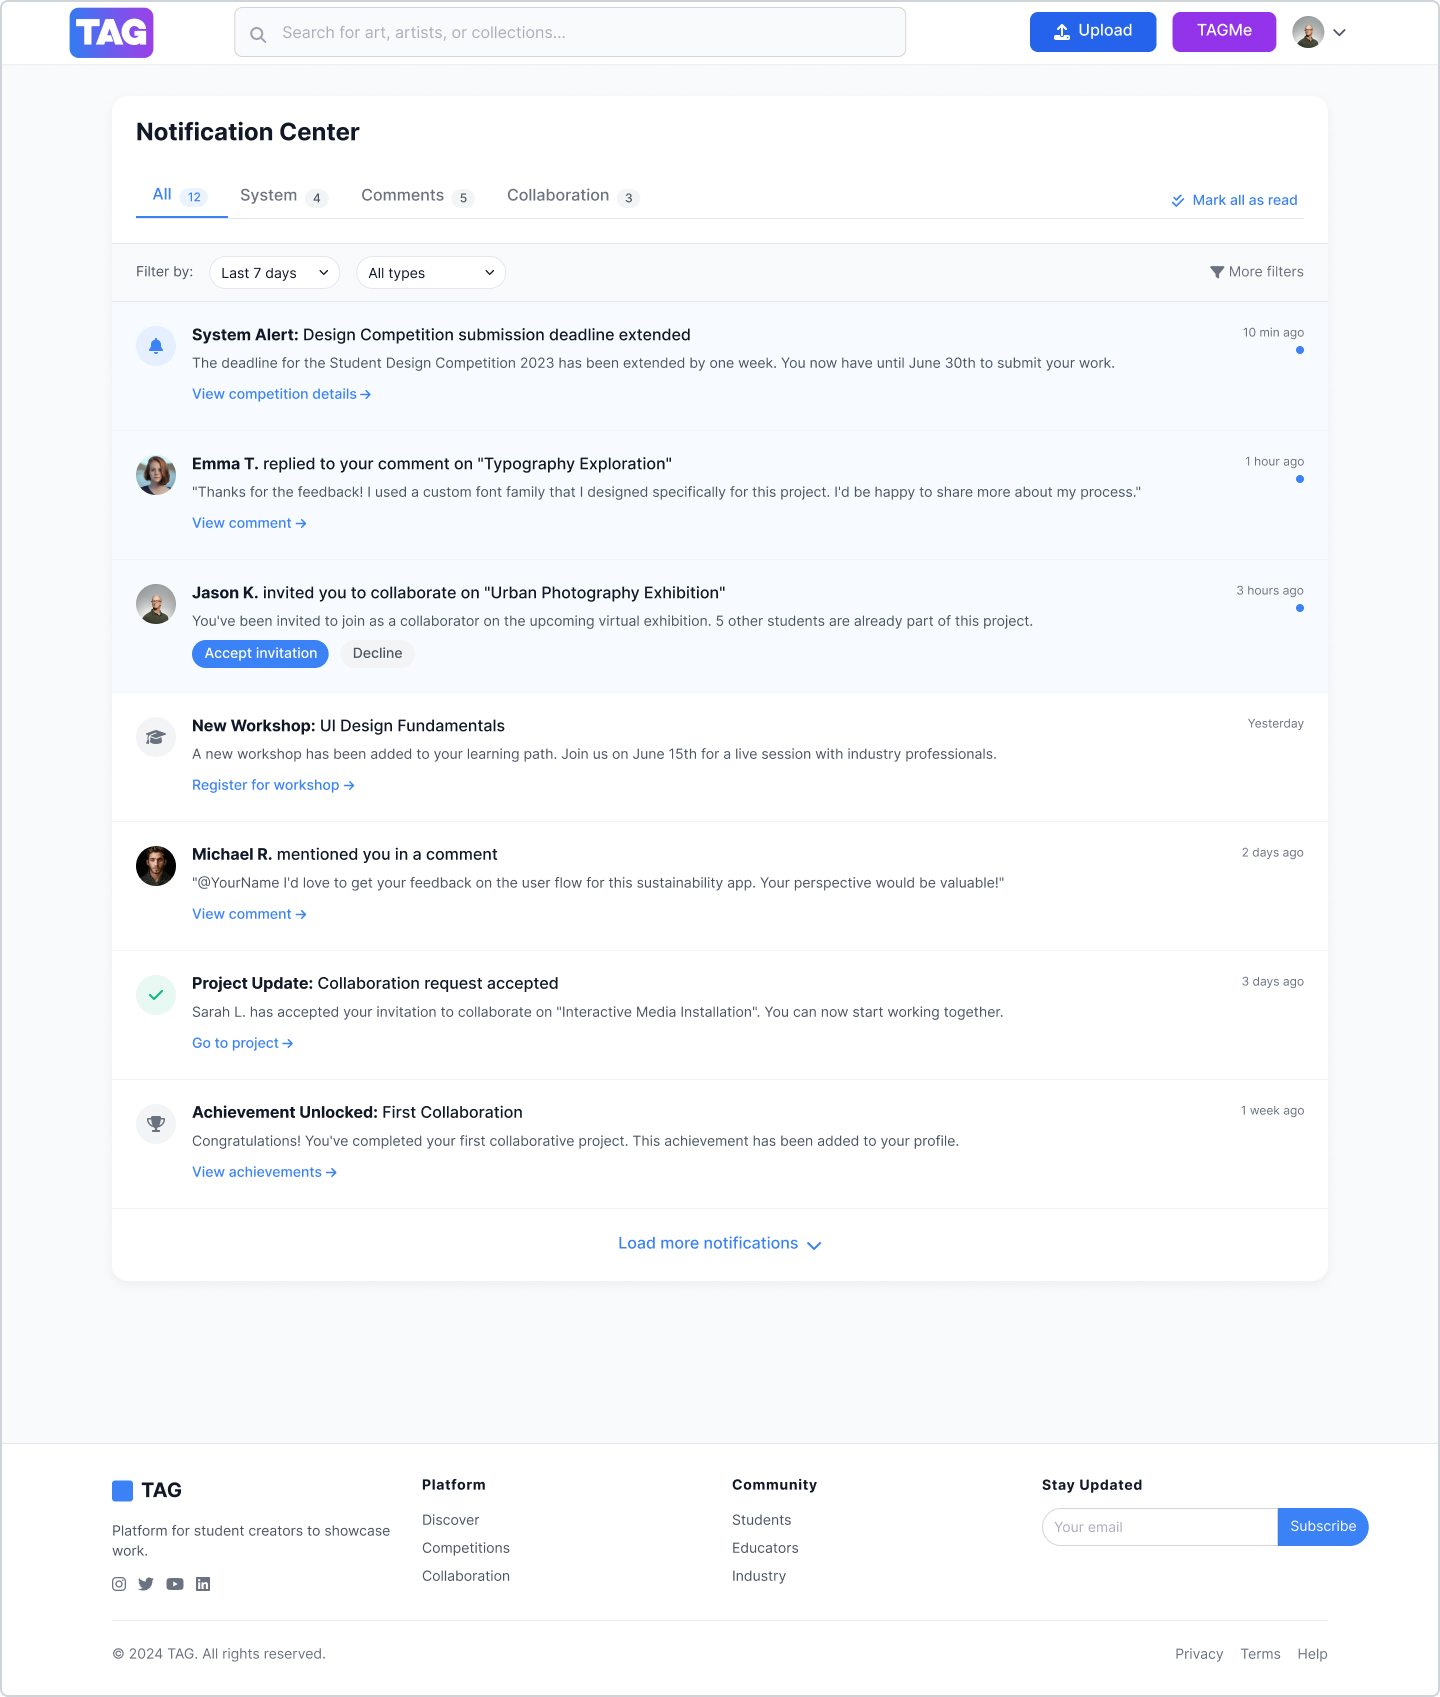 TAG
Search for art, artists, or collections...
Upload
TAGMe
Notification Center
All 12
System 4
Comments 5
Collaboration 3
Mark all as read
Filter by:
Last 7 days
All types
More filters
System Alert: Design Competition submission deadline extended
10 min ago
The deadline for the Student Design Competition 2023 has been extended by one week. You now have until June 30th to submit your work.
View competition details →
Emma T. replied to your comment on "Typography Exploration"
1 hour ago
"Thanks for the feedback! I used a custom font family that I designed specifically for this project. I'd be happy to share more about my process."
View comment →
Jason K. invited you to collaborate on "Urban Photography Exhibition"
3 hours ago
You've been invited to join as a collaborator on the upcoming virtual exhibition. 5 other students are already part of this project.
Accept invitation
Decline
New Workshop: UI Design Fundamentals
Yesterday
A new workshop has been added to your learning path. Join us on June 15th for a live session with industry professionals.
Register for workshop →
Michael R. mentioned you in a comment
2 days ago
"@YourName I'd love to get your feedback on the user flow for this sustainability app. Your perspective would be valuable!"
View comment →
Project Update: Collaboration request accepted
3 days ago
Sarah L. has accepted your invitation to collaborate on "Interactive Media Installation". You can now start working together.
Go to project →
Achievement Unlocked: First Collaboration
1 week ago
Congratulations! You've completed your first collaborative project. This achievement has been added to your profile.
View achievements →
Load more notifications
TAG
Platform for student creators to showcase
work.
Platform
Discover
Competitions
Collaboration
Community
Students
Educators
Industry
Stay Updated
Your email
Subscribe
© 2024 TAG. All rights reserved.
Privacy
Terms
Help